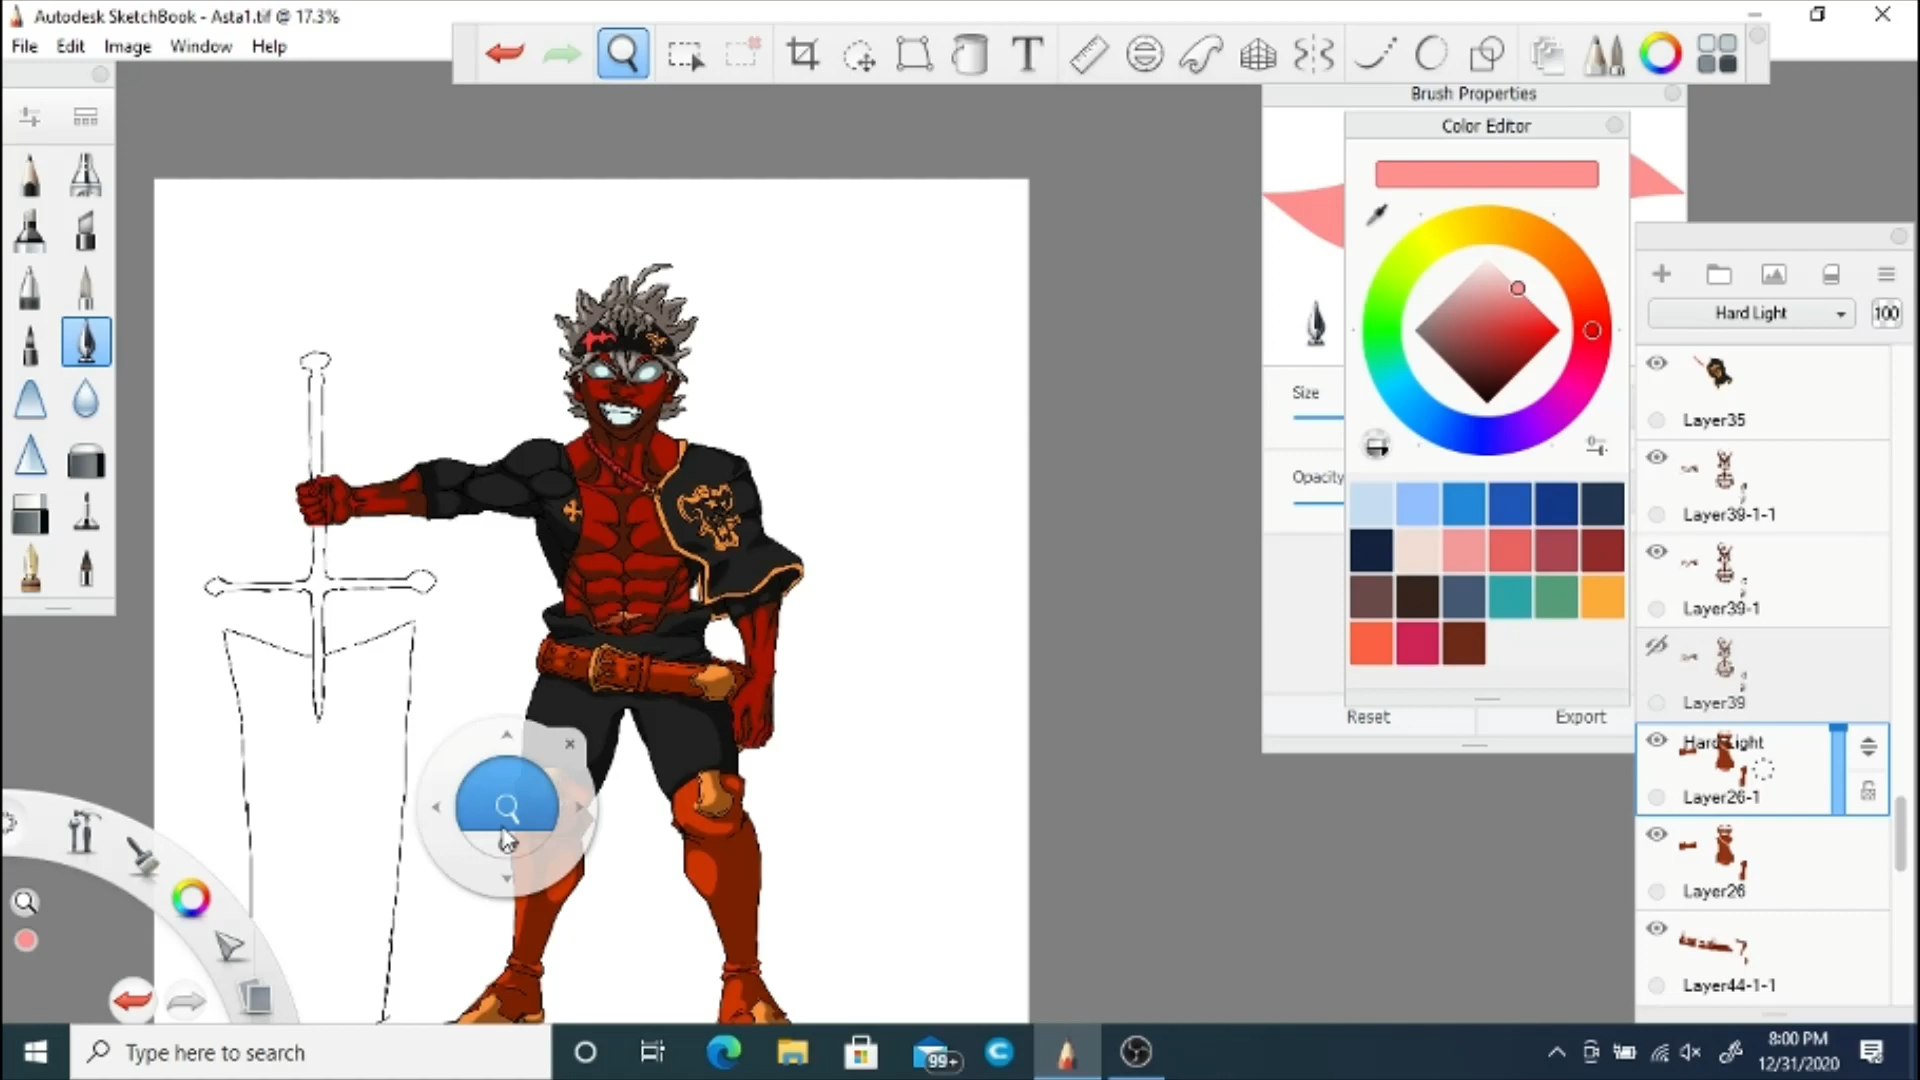 Autodesk SketchBook - Asta1.tif @ 17.3%
File Edit Image Window Help
T
Brush Properties
Color Editor
Size
Opacity
Reset Export
Hard Light 100
Layer35
Layer39-1-1
Layer39-1
Layer39
Hard Light
Layer26-1
Layer26
Layer44-1-1
Type here to search
99+
8:00 PM
12/31/2020